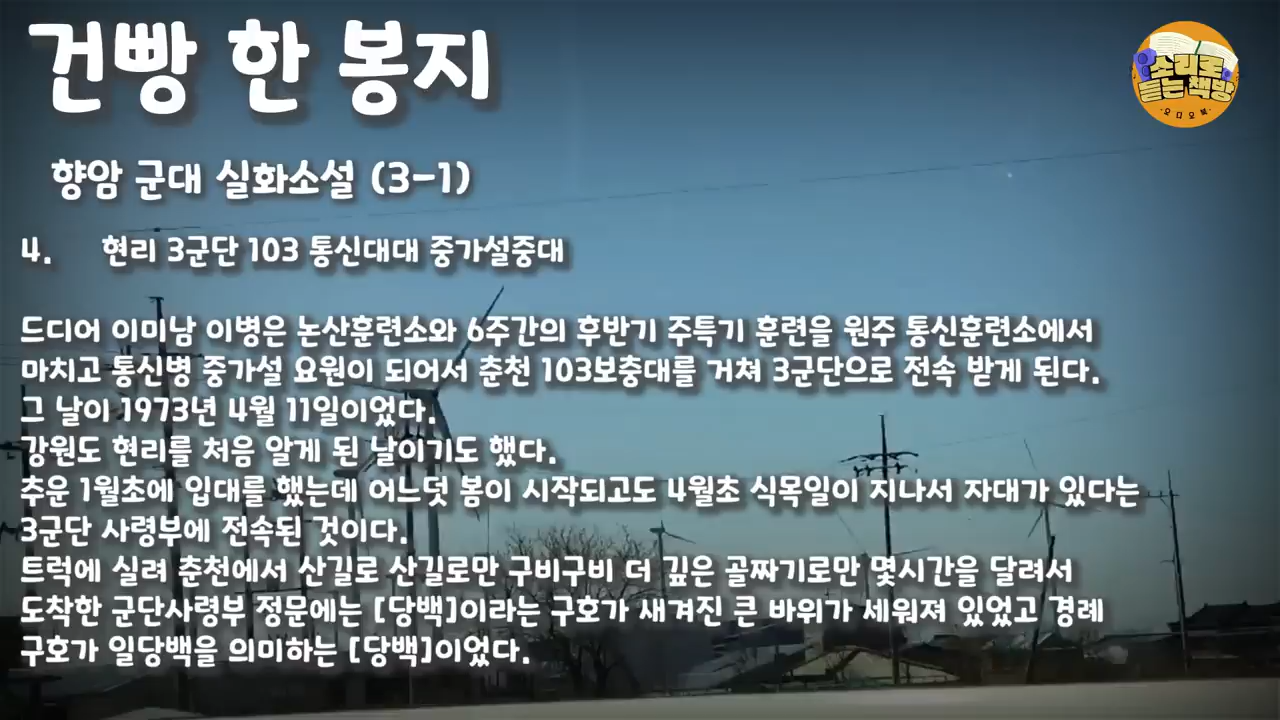 건빵 한 봉지
소리로
듣는 책방
·오디오북·
향암 군대 실화소설 (3-1)
4. 현리 3군단 103 통신대대 중가설중대
드디어 이미남 이병은 논산훈련소와 6주간의 후반기 주특기 훈련을 원주 통신훈련소에서
마치고 통신병 중가설 요원이 되어서 춘천 103보충대를 거쳐 3군단으로 전속 받게 된다.
그 날이 1973년 4월 11일이었다.
강원도 현리를 처음 알게 된 날이기도 했다.
추운 1월초에 입대를 했는데 어느덧 봄이 시작되고도 4월초 식목일이 지나서 자대가 있다는
3군단 사령부에 전속된 것이다.
트럭에 실려 춘천에서 산길로 산길로만 구비구비 더 깊은 골짜기로만 몇시간을 달려서
도착한 군단사령부 정문에는 [당백]이라는 구호가 새겨진 큰 바위가 세워져 있었고 경례
구호가 일당백을 의미하는 [당백]이었다.